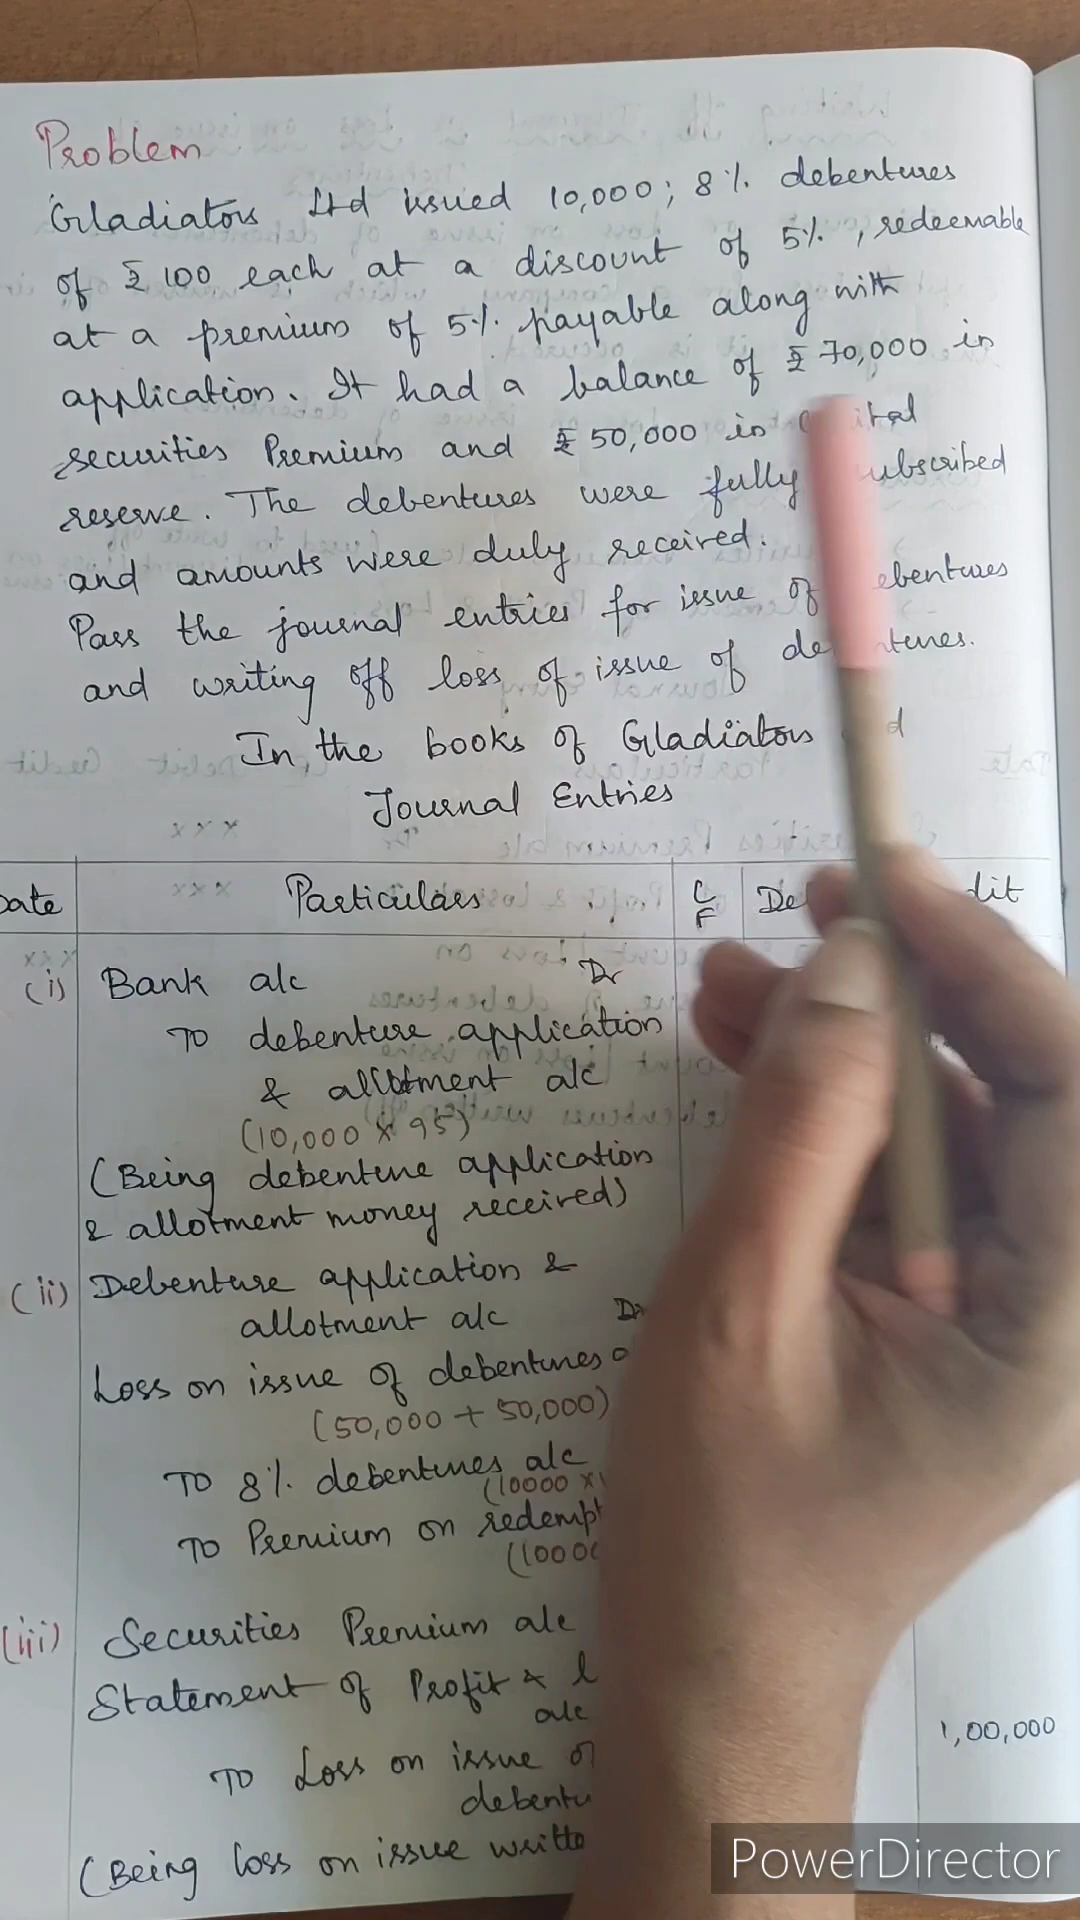 Problem
Gladiators Ltd issued 10,000; 8% debentures
of ₹ 100 each at a discount of 5%, redeemable
at a premium of 5% payable along with
application. It had a balance of ₹ 70,000 in
securities Premium and ₹ 50,000 in
reserve. The debentures were fully subscribed
and amounts were duly received.
Pass the journal entries for issue of debentures
and writing off loss of issue of debentures.
In the books of Gladiators
Journal Entries
Date Particulars L F
(i) Bank a/c Dr
To debenture application
& allotment a/c
(10,000 × 95)
(Being debenture application
& allotment money received)
(ii) Debenture application &
allotment a/c Dr
Loss on issue of debentures
(50,000 + 50,000)
To 8% debentures a/c
(10000 ×
To Premium on
(iii) Securities Premium a/c
Statement of Profit &
a/c
To Loss on issue of
1,00,000
(Being loss on issue
PowerDirector